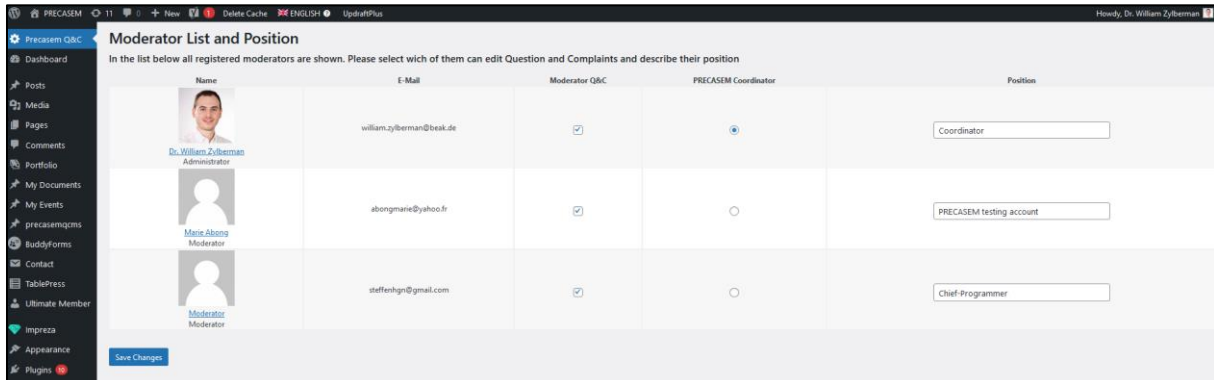 PRECASEM 11 0 + New 1 Delete Cache ENGLISH UpdraftPlus Howdy, Dr. William Zylberman
Precasem Q&C
Dashboard
Posts
Media
Pages
Comments
Portfolio
My Documents
My Events
precasemqcms
BuddyForms
Contact
TablePress
Ultimate Member
Impreza
Appearance
Plugins 10
Moderator List and Position
In the list below all registered moderators are shown. Please select wich of them can edit Question and Complaints and describe their position
Name E-Mail Moderator Q&C PRECASEM Coordinator Position
william.zylberman@beak.de Coordinator
Dr. William Zylberman
Administrator
abongmarie@yahoo.fr PRECASEM testing account
Marie Abong
Moderator
steffenhgn@gmail.com Chief-Programmer
Moderator
Moderator
Save Changes